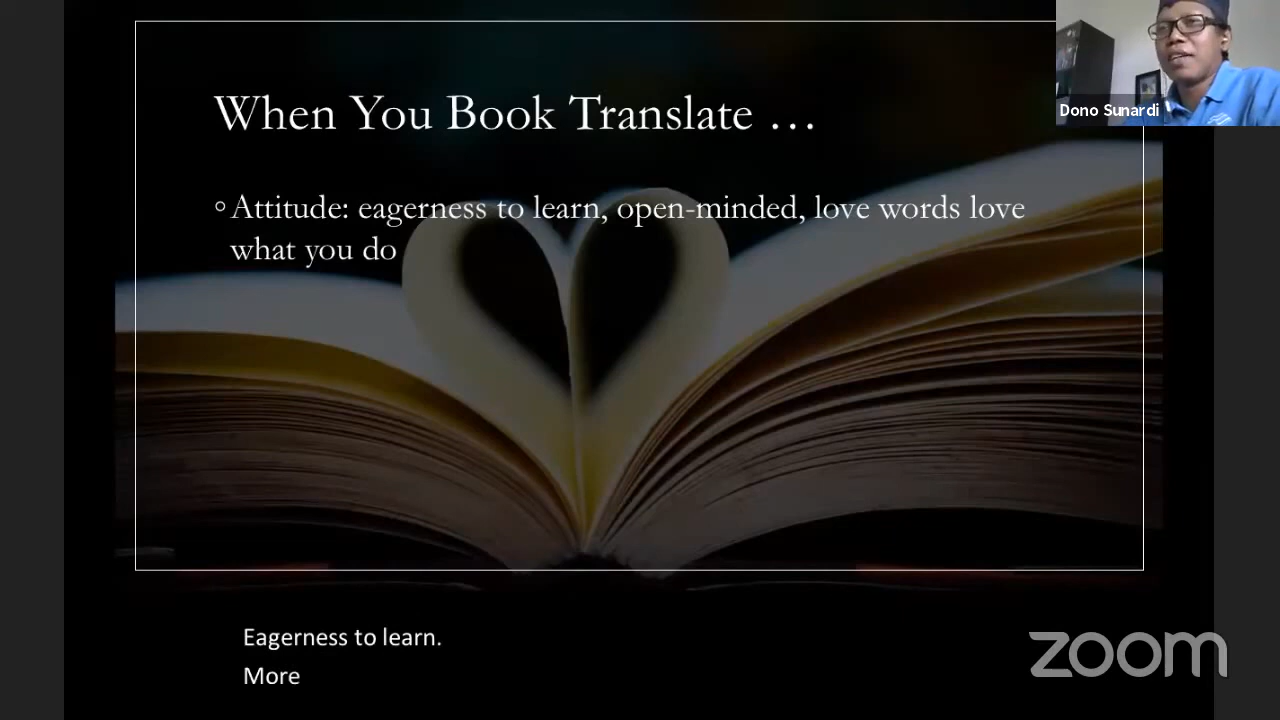 When You Book Translate …
Dono Sunardi
◦Attitude: eagerness to learn, open-minded, love words love
what you do
Eagerness to learn.
More
zoom